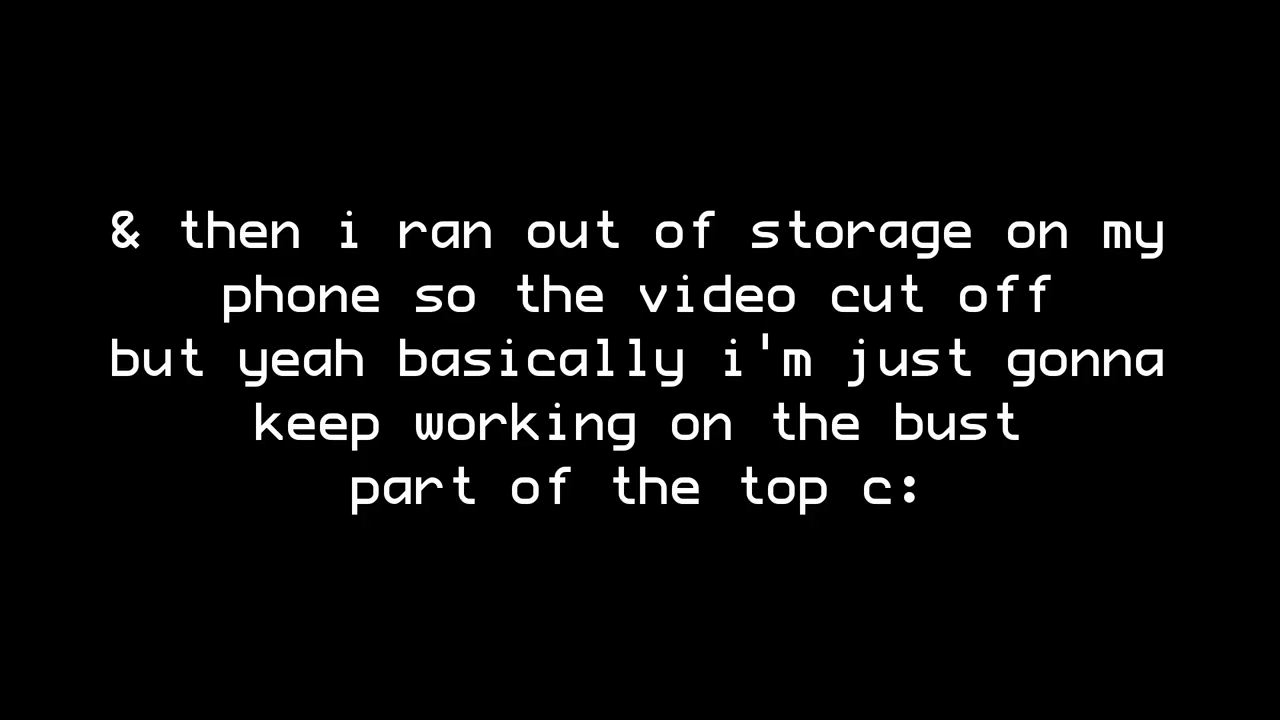 & then i ran out of storage on my
phone so the video cut off
but yeah basically i'm just gonna
keep working on the bust
part of the top c: